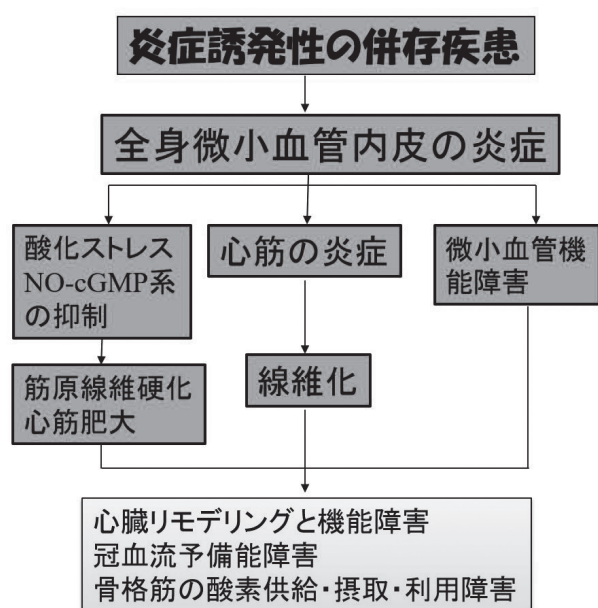 炎症誘発性の併存疾患
全身微小血管内皮の炎症
酸化ストレス
NO-cGMP系
の抑制
心筋の炎症
微小血管機
能障害
筋原線維硬化
心筋肥大
線維化
心臓リモデリングと機能障害
冠血流予備能障害
骨格筋の酸素供給・摂取・利用障害